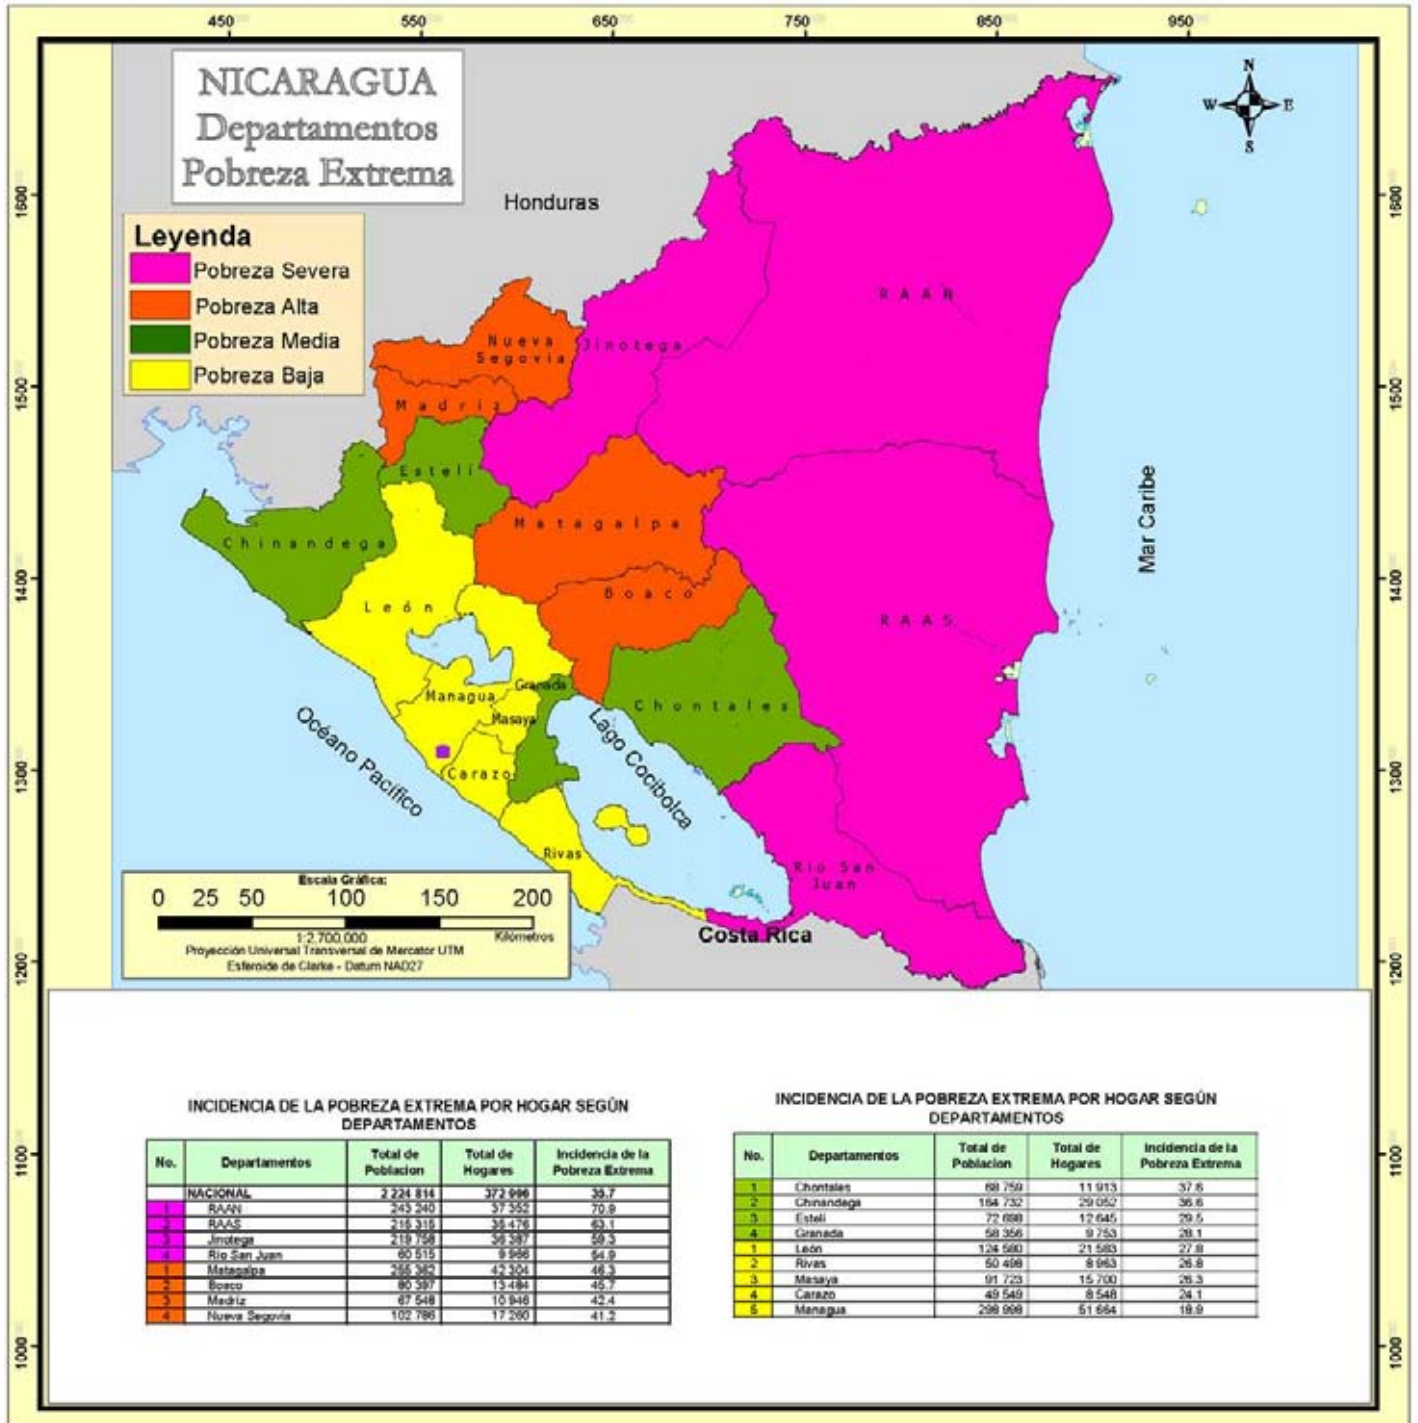 450 550 650 750 850 950
NICARAGUA
Departamentos
Pobreza Extrema
N
W E
S
Honduras
Leyenda
Pobreza Severa
Pobreza Alta
Pobreza Media
Pobreza Baja
1600 1600
1500 1500
1400 1400
1300 1300
1200 1200
1100 1100
1000 1000
RAAN
Nueva
Segovia
Jinotega
Madríz
Estelí
Matagalpa
Chinandega
Boaco
León
RAAS
Mar Caribe
Granada
Managua
Masaya
Chontales
Carazo
Lago Cocibolca
Océano Pacífico
Rivas
Rio San
Juan
Costa Rica
Escala Gráfica:
0 25 50 100 150 200
1:2,700,000 Kilómetros
Proyección Universal Transversal de Mercator UTM
Esferoide de Clarke - Datum NAD27
INCIDENCIA DE LA POBREZA EXTREMA POR HOGAR SEGÚN
DEPARTAMENTOS
No. Departamentos Total de Poblacion Total de Hogares Incidencia de la Pobreza Extrema
NACIONAL 2 224 814 372 996 35.7
1 RAAN 243 240 37 352 70.9
2 RAAS 215 315 35 476 63.1
3 Jinotega 219 758 36 387 59.3
4 Rio San Juan 60 515 9 966 54.9
1 Matagalpa 255 362 42 304 46.3
2 Boaco 80 397 13 484 45.7
3 Madríz 67 548 10 946 42.4
4 Nueva Segovia 102 786 17 260 41.2
INCIDENCIA DE LA POBREZA EXTREMA POR HOGAR SEGÚN
DEPARTAMENTOS
No. Departamentos Total de Poblacion Total de Hogares Incidencia de la Pobreza Extrema
1 Chontales 68 759 11 913 37.6
2 Chinandega 164 732 29 052 36.6
3 Estelí 72 698 12 645 29.5
4 Granada 58 356 9 753 28.1
1 León 124 580 21 583 27.8
2 Rivas 50 498 8 963 26.8
3 Masaya 91 723 15 700 26.3
4 Carazo 49 549 8 548 24.1
5 Managua 298 998 51 664 18.9